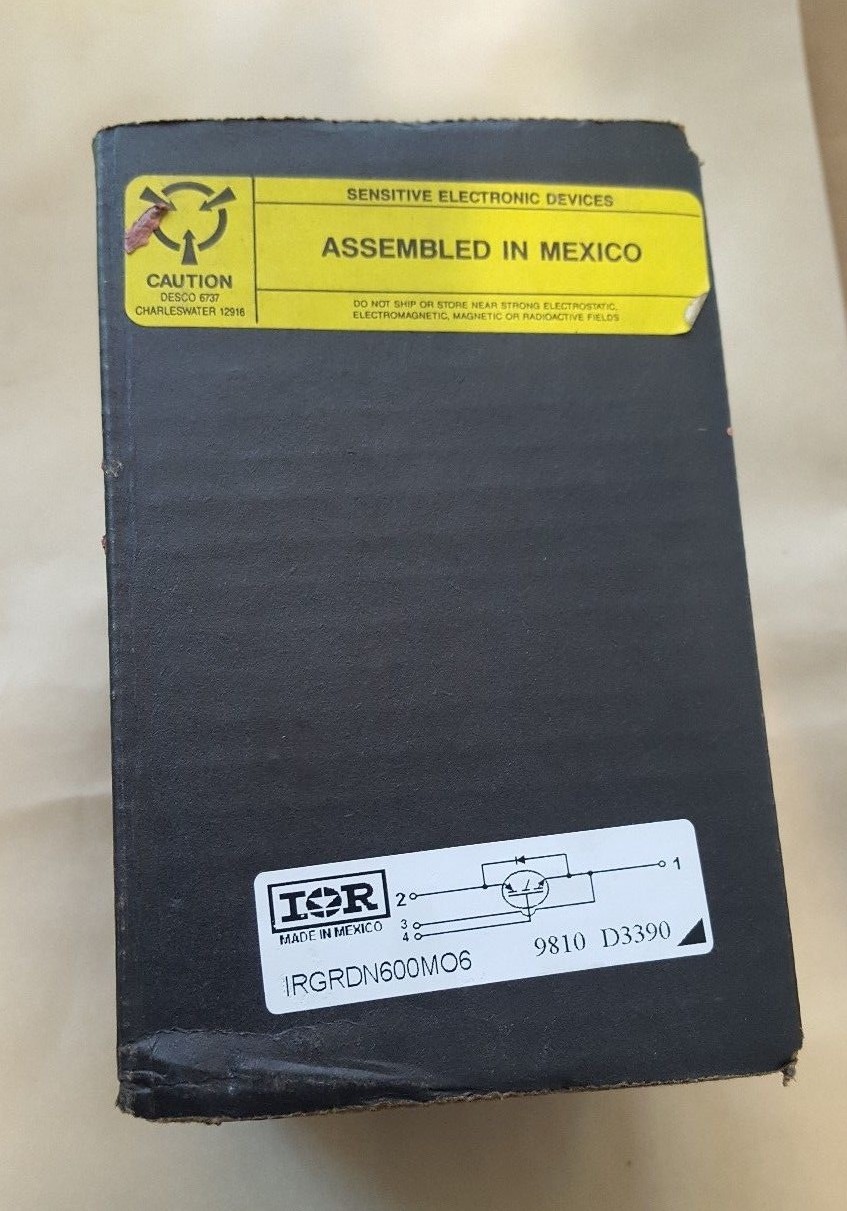 SENSITIVE ELECTRONIC DEVICES
ASSEMBLED IN MEXICO
CAUTION
DESCO 6737
CHARLESWATER 12916
DO NOT SHIP OR STORE NEAR STRONG ELECTROSTATIC,
ELECTROMAGNETIC, MAGNETIC OR RADIOACTIVE FIELDS
IOR
MADE IN MEXICO
2
1
3
4
9810 D3390
IRGRDN600MO6